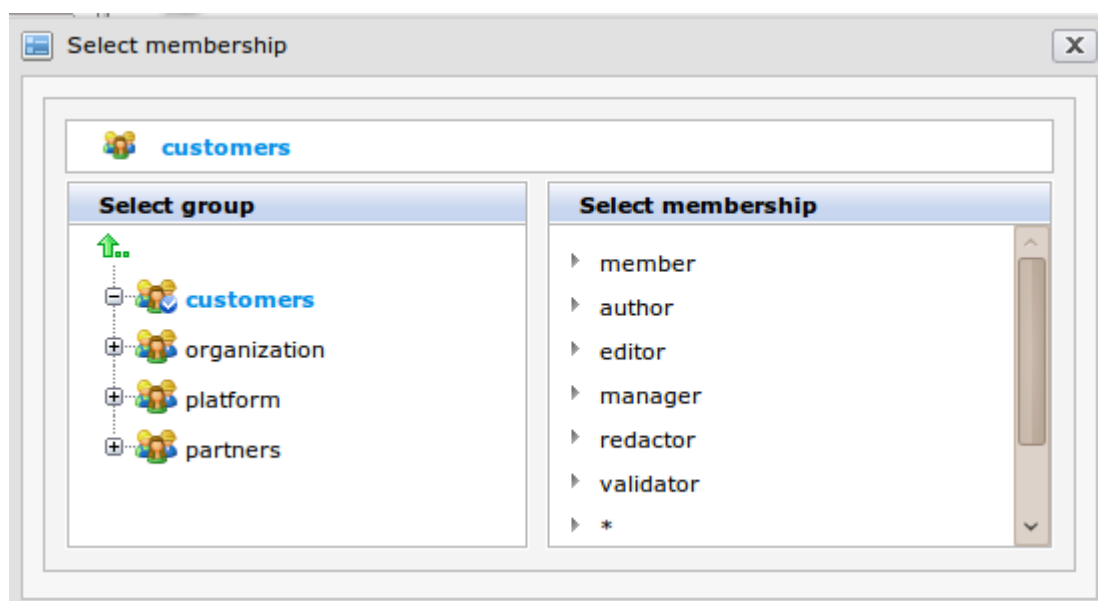 Select membership
X
customers
Select group
customers
organization
platform
partners
Select membership
member
author
editor
manager
redactor
validator
*